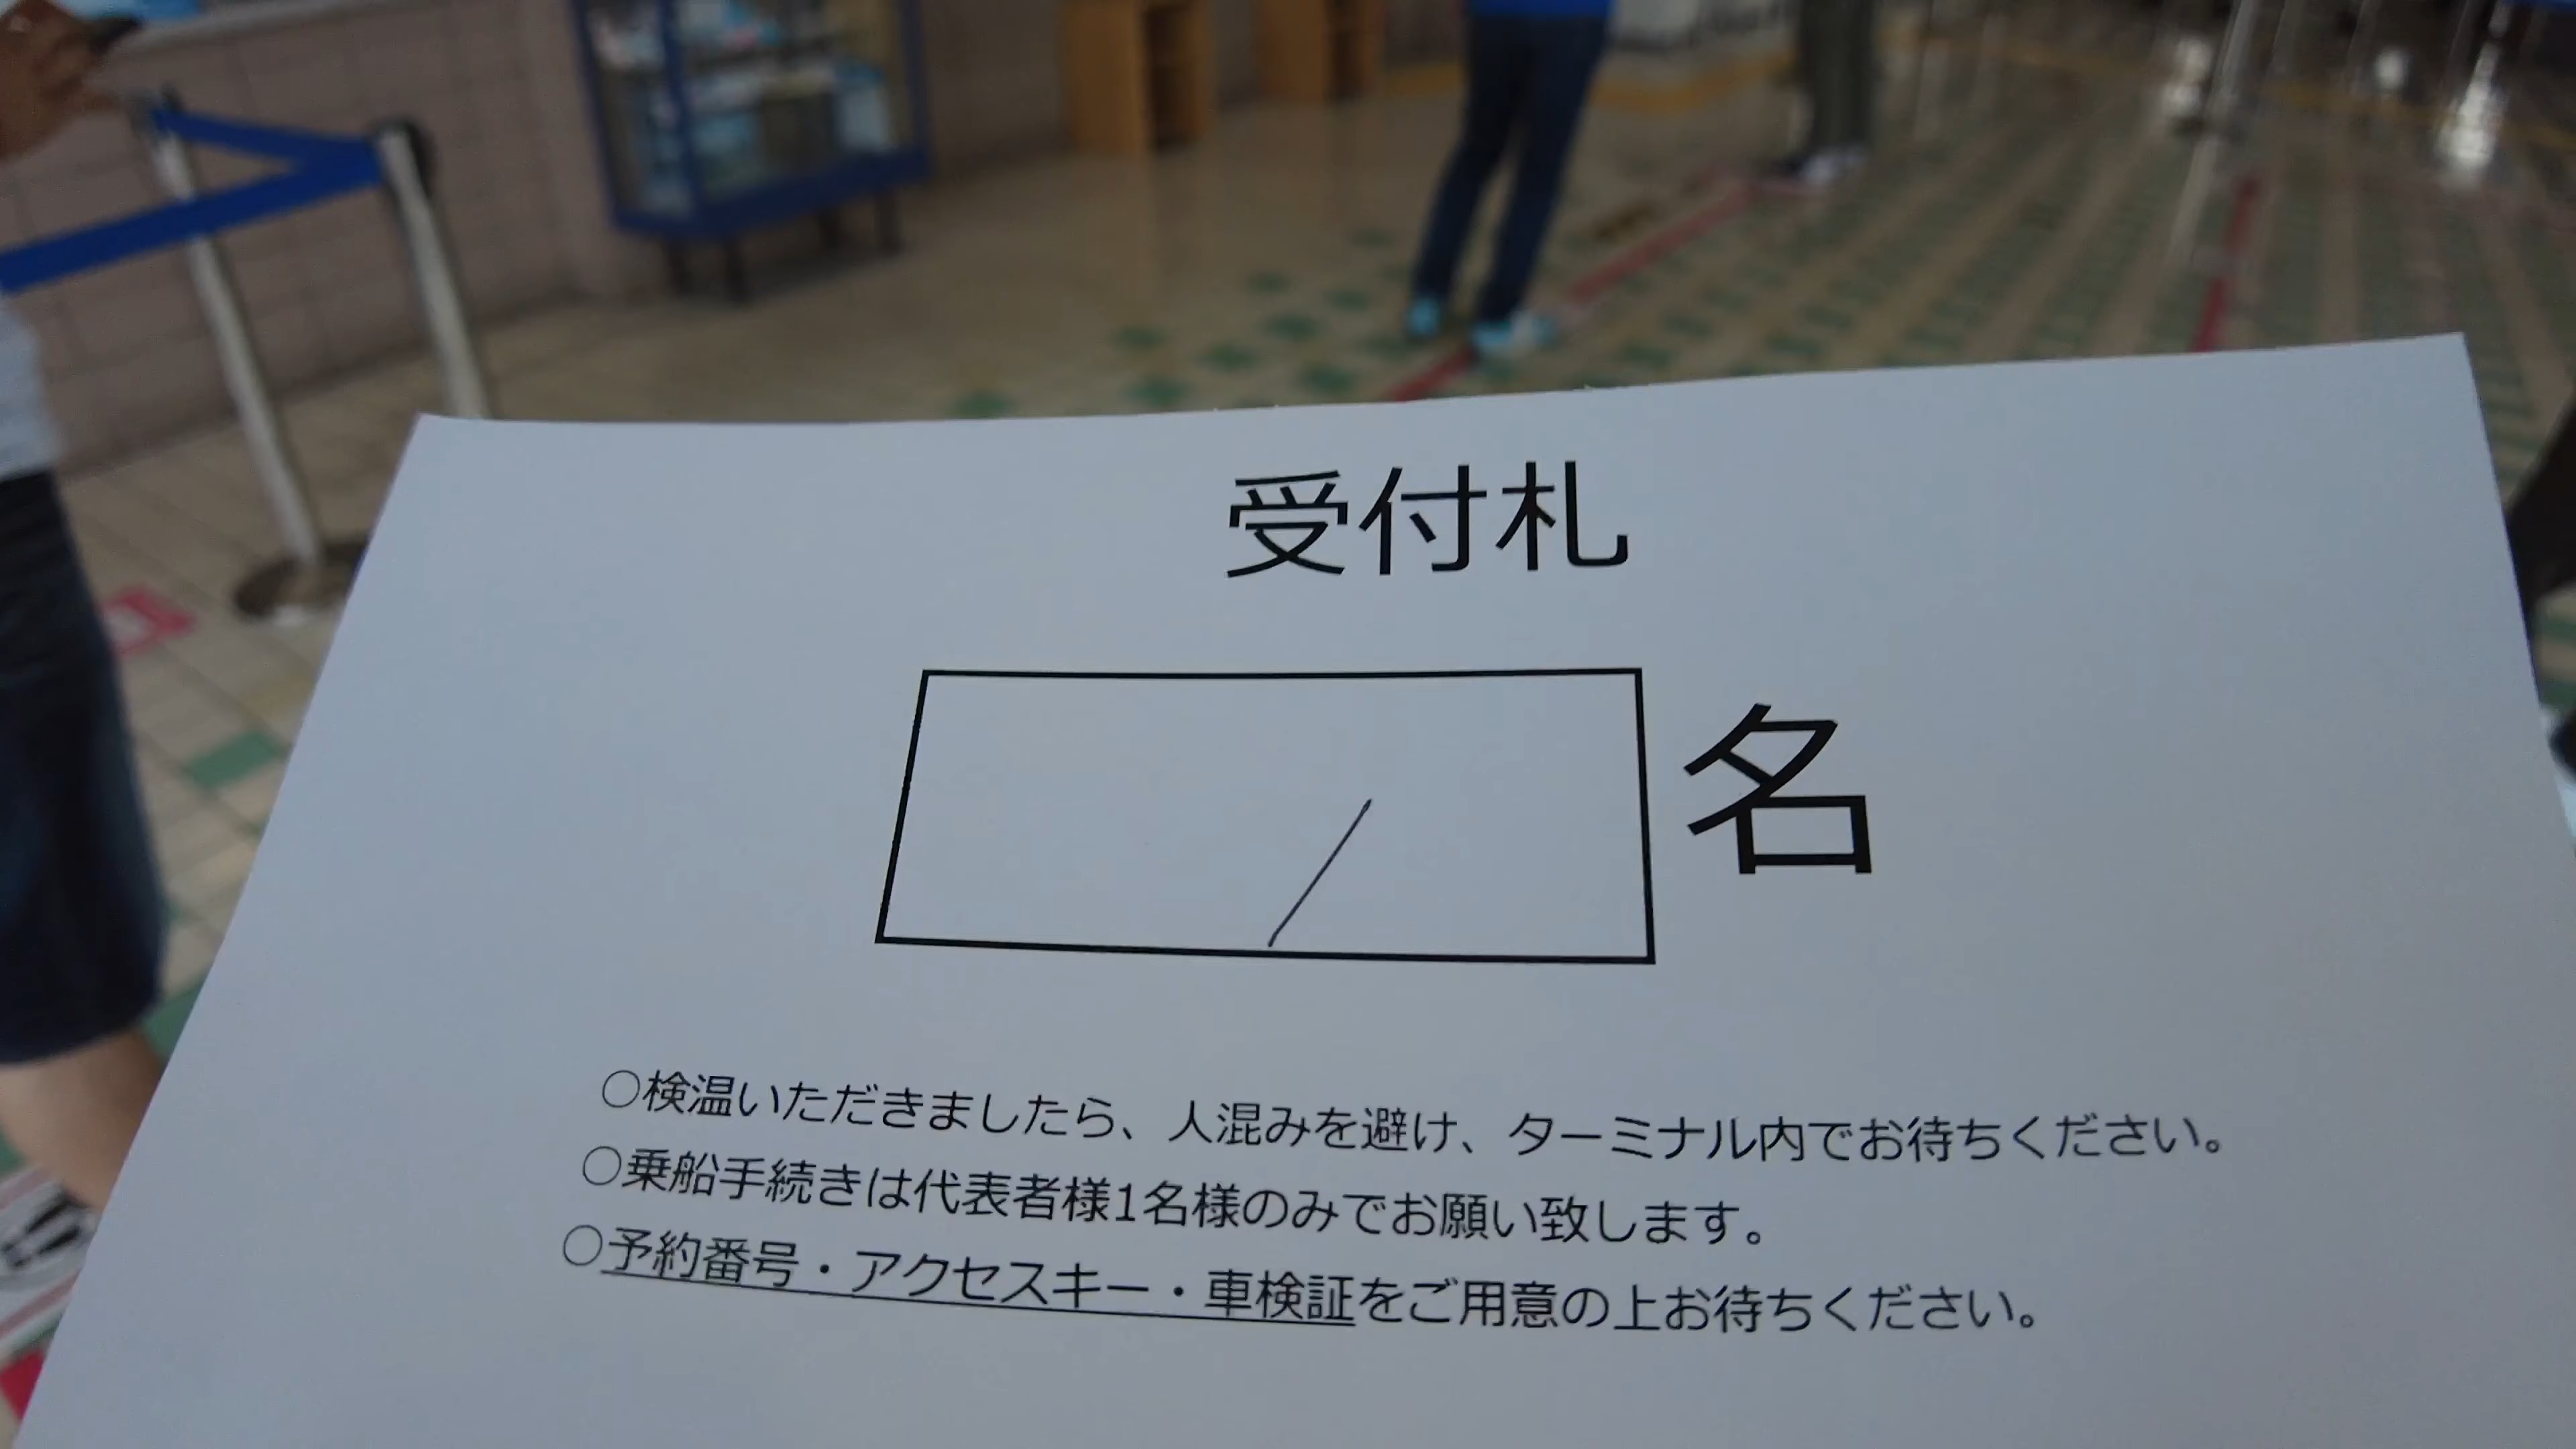 受付札
1名
○検温いただきましたら、人混みを避け、ターミナル内でお待ちください。
○乗船手続きは代表者様1名様のみでお願い致します。
○予約番号・アクセスキー・車検証をご用意の上お待ちください。